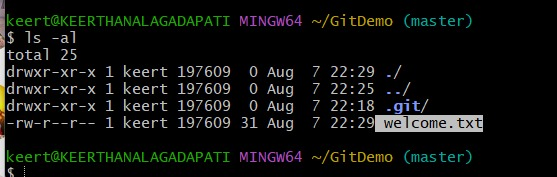 keert@KEERTHANALAGADAPATI MINGW64 ~/GitDemo (master)
$ ls -al
total 25
drwxr-xr-x 1 keert 197609  0 Aug  7 22:29 ./
drwxr-xr-x 1 keert 197609  0 Aug  7 22:25 ../
drwxr-xr-x 1 keert 197609  0 Aug  7 22:18 .git/
-rw-r--r-- 1 keert 197609 31 Aug  7 22:29 welcome.txt
keert@KEERTHANALAGADAPATI MINGW64 ~/GitDemo (master)
$